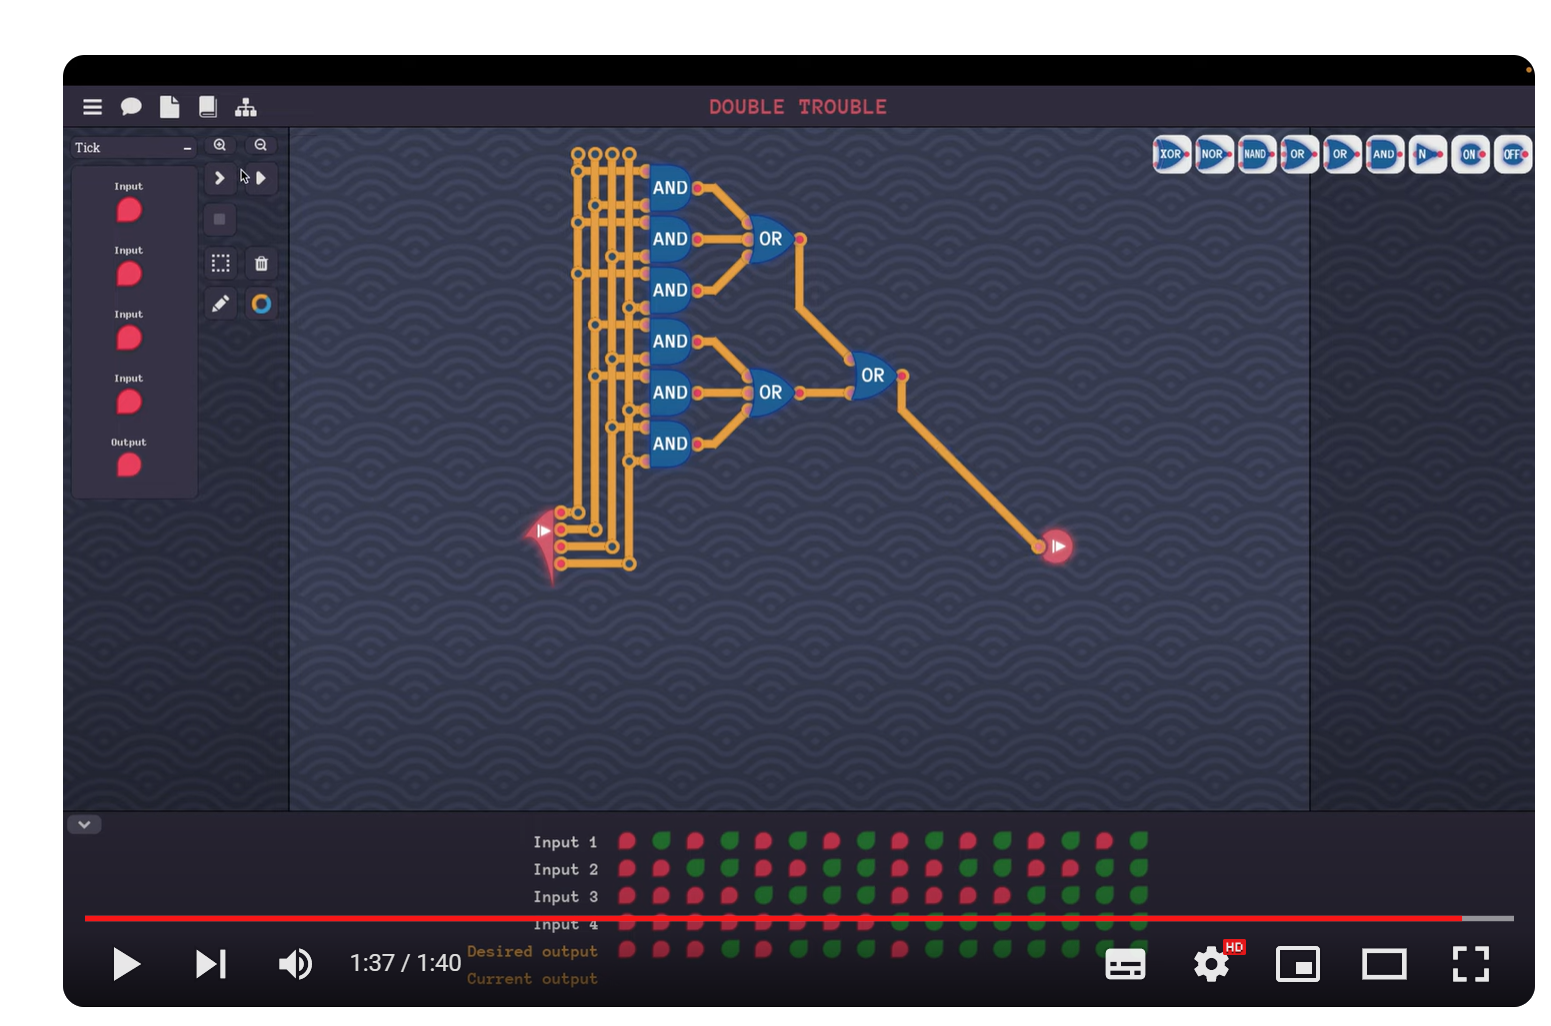 DOUBLE TROUBLE
Tick
Input
Input
Input
Input
Output
XOR
NOR
NAND
OR
OR
AND
N
ON
OFF
AND
AND
AND
AND
AND
AND
OR
OR
OR
Input 1
Input 2
Input 3
Input 4
Desired output
Current output
1:37 / 1:40
HD